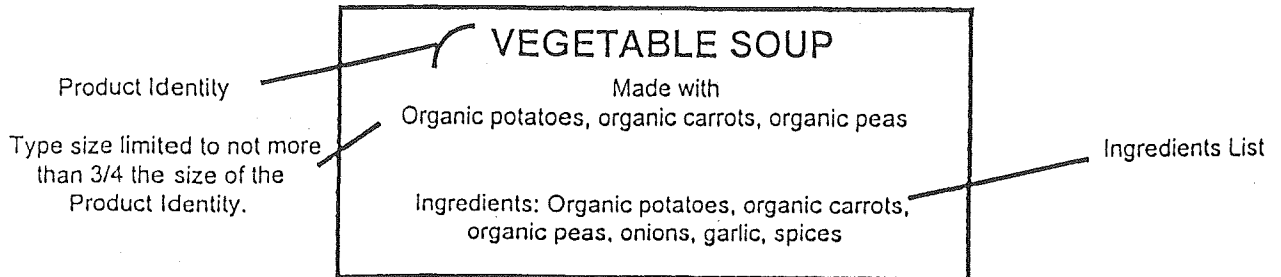 VEGETABLE SOUP
Product Identity
Made with
Organic potatoes, organic carrots, organic peas
Type size limited to not more
than 3/4 the size of the
Product Identity.
Ingredients List
Ingredients: Organic potatoes, organic carrots,
organic peas, onions, garlic, spices